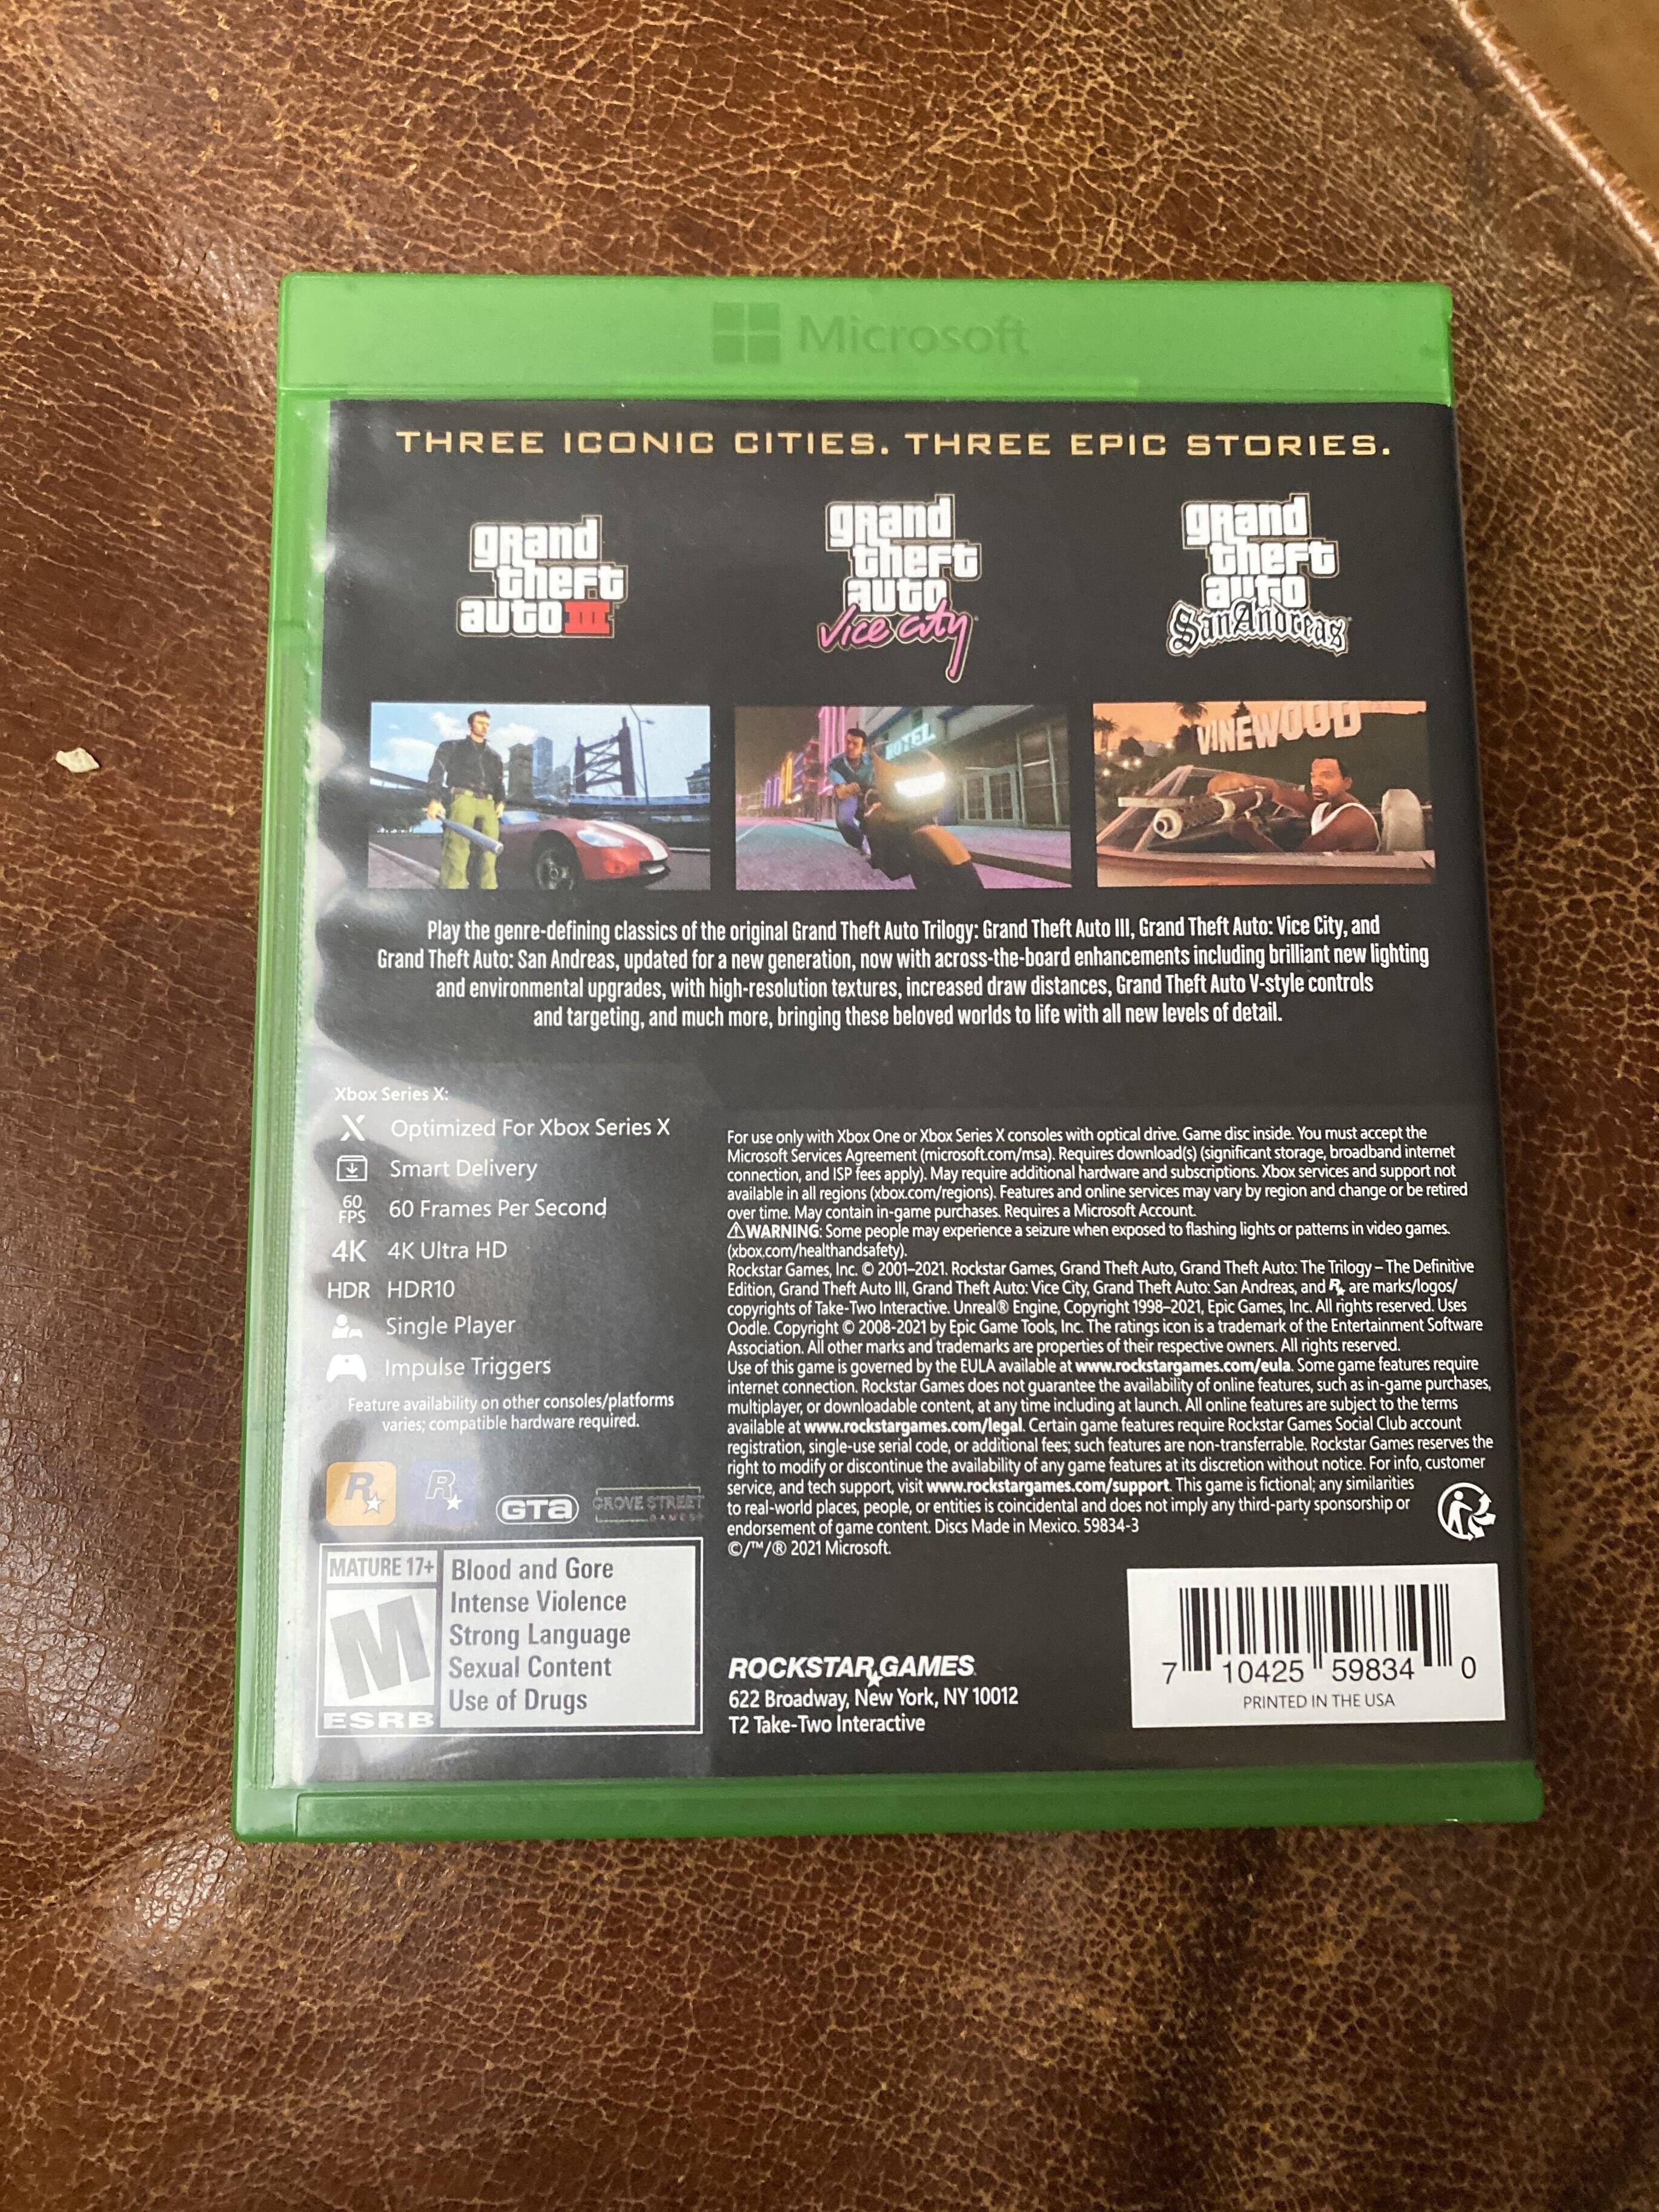 Microsoft
THREE ICONIC CITIES. THREE EPIC STORIES.
grand
theft
auto III
grand
theft
auto
Vice City
grand
theft
auto
San Andreas
HOTEL
VINEWOOD
Play the genre-defining classics of the original Grand Theft Auto Trilogy: Grand Theft Auto III, Grand Theft Auto: Vice City, and
Grand Theft Auto: San Andreas, updated for a new generation, now with across-the-board enhancements including brilliant new lighting
and environmental upgrades, with high-resolution textures, increased draw distances, Grand Theft Auto V-style controls
and targeting, and much more, bringing these beloved worlds to life with all new levels of detail.
Xbox Series X:
Optimized For Xbox Series X
Smart Delivery
60 FPS 60 Frames Per Second
4K 4K Ultra HD
HDR HDR10
Single Player
Impulse Triggers
Feature availability on other consoles/platforms
varies; compatible hardware required.
R R GTA GROVE STREET
GAMES
MATURE 17+
M
ESRB
Blood and Gore
Intense Violence
Strong Language
Sexual Content
Use of Drugs
For use only with Xbox One or Xbox Series X consoles with optical drive. Game disc inside. You must accept the
Microsoft Services Agreement (microsoft.com/msa). Requires download(s) (significant storage, broadband internet
connection, and ISP fees apply). May require additional hardware and subscriptions. Xbox services and support not
available in all regions (xbox.com/regions). Features and online services may vary by region and change or be retired
over time. May contain in-game purchases. Requires a Microsoft Account.
⚠WARNING: Some people may experience a seizure when exposed to flashing lights or patterns in video games.
(xbox.com/healthandsafety).
Rockstar Games, Inc. © 2001–2021. Rockstar Games, Grand Theft Auto, Grand Theft Auto: The Trilogy – The Definitive
Edition, Grand Theft Auto III, Grand Theft Auto: Vice City, Grand Theft Auto: San Andreas, and R★ are marks/logos/
copyrights of Take-Two Interactive. Unreal® Engine, Copyright 1998–2021, Epic Games, Inc. All rights reserved. Uses
Oodle. Copyright © 2008-2021 by Epic Game Tools, Inc. The ratings icon is a trademark of the Entertainment Software
Association. All other marks and trademarks are properties of their respective owners. All rights reserved.
Use of this game is governed by the EULA available at www.rockstargames.com/eula. Some game features require
internet connection. Rockstar Games does not guarantee the availability of online features, such as in-game purchases,
multiplayer, or downloadable content, at any time including at launch. All online features are subject to the terms
available at www.rockstargames.com/legal. Certain game features require Rockstar Games Social Club account
registration, single-use serial code, or additional fees; such features are non-transferrable. Rockstar Games reserves the
right to modify or discontinue the availability of any game features at its discretion without notice. For info, customer
service, and tech support, visit www.rockstargames.com/support. This game is fictional; any similarities
to real-world places, people, or entities is coincidental and does not imply any third-party sponsorship or
endorsement of game content. Discs Made in Mexico. 59834-3
©/™/® 2021 Microsoft.
ROCKSTAR GAMES
622 Broadway, New York, NY 10012
T2 Take-Two Interactive
7 10425 59834 0
PRINTED IN THE USA